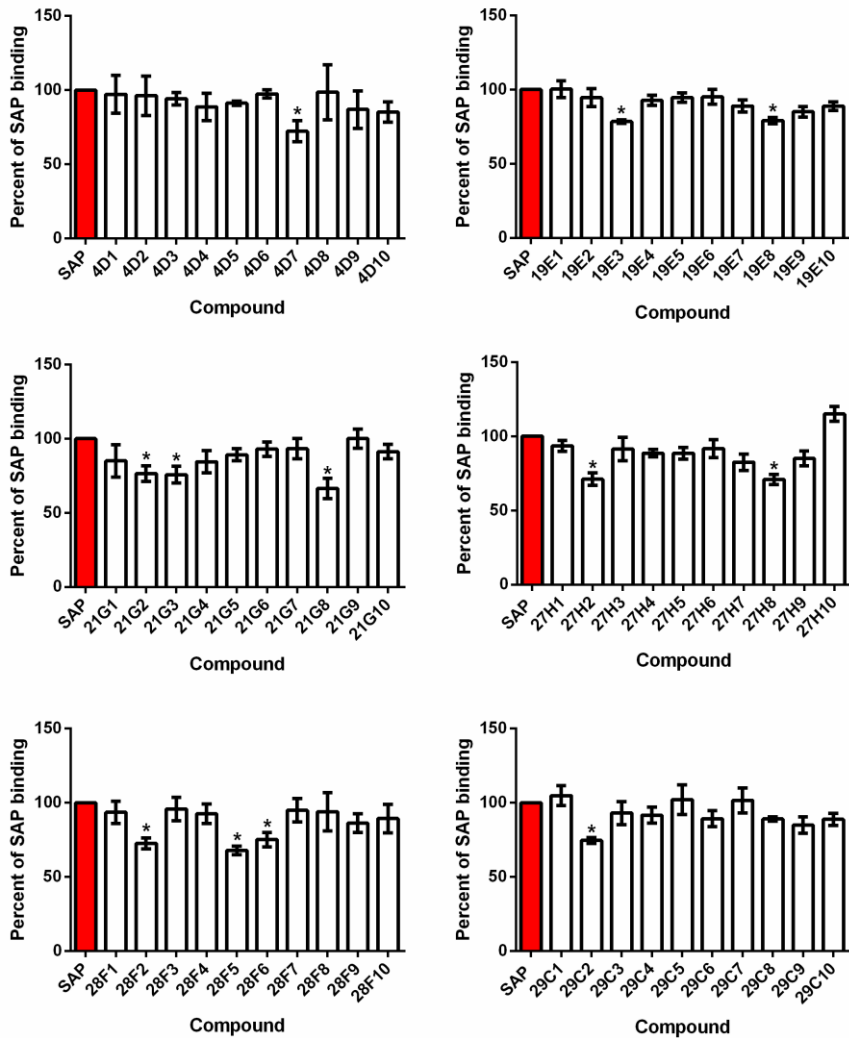 Percent of SAP binding
150
100
50
0
*
SAP
4D1
4D2
4D3
4D4
4D5
4D6
4D7
4D8
4D9
4D10
Compound
Percent of SAP binding
150
100
50
0
*
*
SAP
19E1
19E2
19E3
19E4
19E5
19E6
19E7
19E8
19E9
19E10
Compound
Percent of SAP binding
150
100
50
0
*
*
*
SAP
21G1
21G2
21G3
21G4
21G5
21G6
21G7
21G8
21G9
21G10
Compound
Percent of SAP binding
150
100
50
0
*
*
SAP
27H1
27H2
27H3
27H4
27H5
27H6
27H7
27H8
27H9
27H10
Compound
Percent of SAP binding
150
100
50
0
*
*
*
SAP
28F1
28F2
28F3
28F4
28F5
28F6
28F7
28F8
28F9
28F10
Compound
Percent of SAP binding
150
100
50
0
*
SAP
29C1
29C2
29C3
29C4
29C5
29C6
29C7
29C8
29C9
29C10
Compound